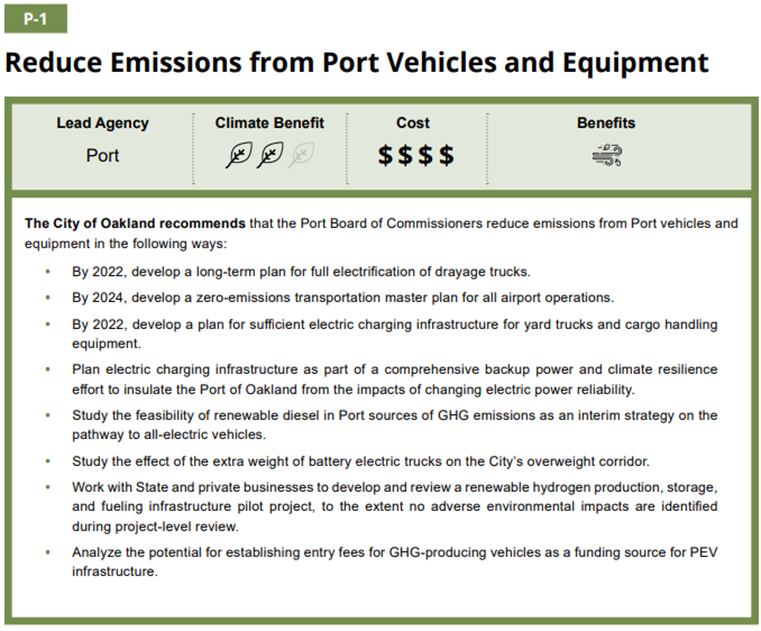 P-1
Reduce Emissions from Port Vehicles and Equipment
Lead Agency Climate Benefit Cost Benefits
Port $$$$
The City of Oakland recommends that the Port Board of Commissioners reduce emissions from Port vehicles and
equipment in the following ways:
• By 2022, develop a long-term plan for full electrification of drayage trucks.
• By 2024, develop a zero-emissions transportation master plan for all airport operations.
• By 2022, develop a plan for sufficient electric charging infrastructure for yard trucks and cargo handling
equipment.
• Plan electric charging infrastructure as part of a comprehensive backup power and climate resilience
effort to insulate the Port of Oakland from the impacts of changing electric power reliability.
• Study the feasibility of renewable diesel in Port sources of GHG emissions as an interim strategy on the
pathway to all-electric vehicles.
• Study the effect of the extra weight of battery electric trucks on the City's overweight corridor.
• Work with State and private businesses to develop and review a renewable hydrogen production, storage,
and fueling infrastructure pilot project, to the extent no adverse environmental impacts are identified
during project-level review.
• Analyze the potential for establishing entry fees for GHG-producing vehicles as a funding source for PEV
infrastructure.